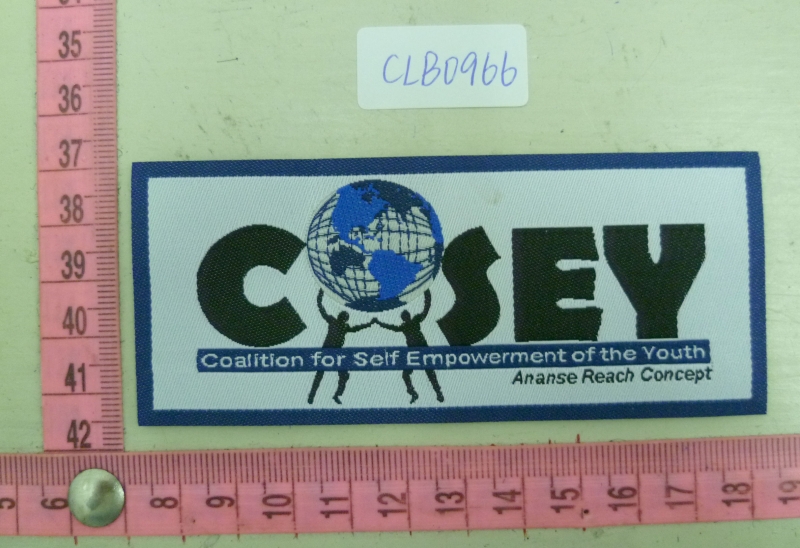 CLB0966
35
36
37
38
39
40
41
42
COSEY
Coalition for Self Empowerment of the Youth
Ananse Reach Concept
5 6 8 9 10 11 12 13 14 15 16 17 18 19